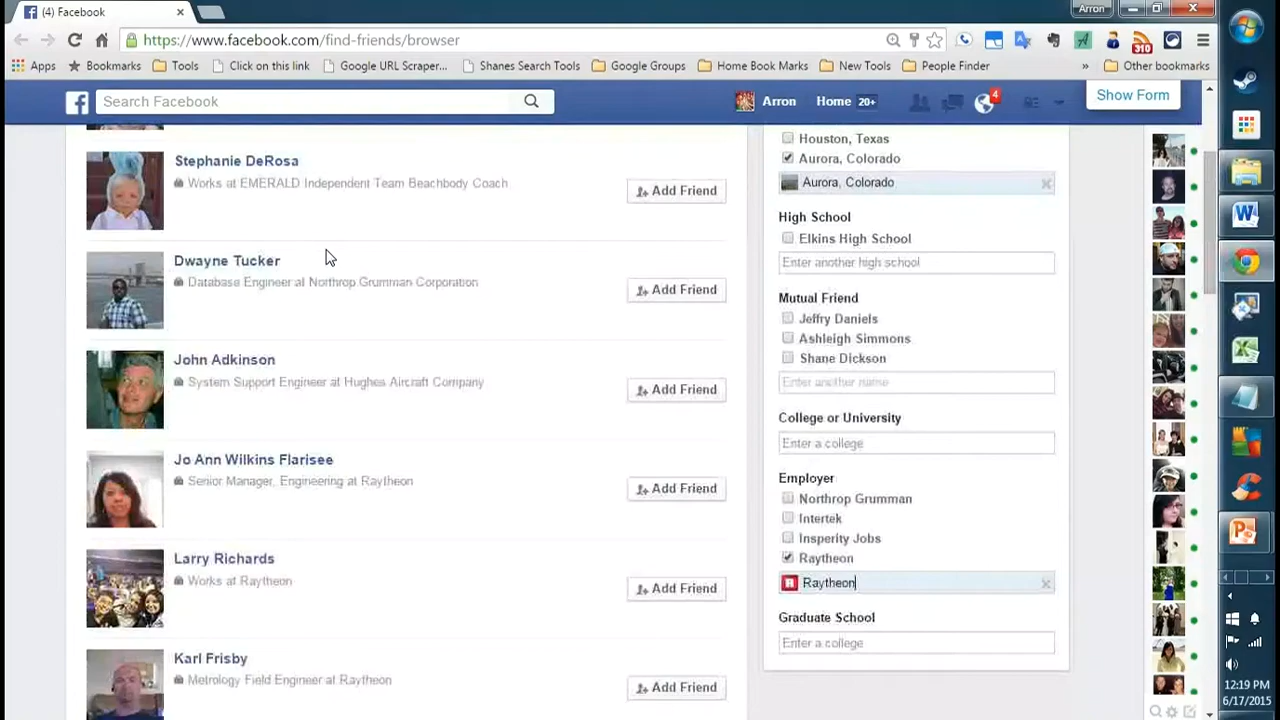 (4) Facebook
Arron
https://www.facebook.com/find-friends/browser
310
Apps
Bookmarks
Tools
Click on this link
Google URL Scraper...
Shanes Search Tools
Google Groups
Home Book Marks
New Tools
People Finder
»
Other bookmarks
Search Facebook
Arron
Home 20+
4
Show Form
Stephanie DeRosa
Works at EMERALD Independent Team Beachbody Coach
Add Friend
Dwayne Tucker
Database Engineer at Northrop Grumman Corporation
Add Friend
John Adkinson
System Support Engineer at Hughes Aircraft Company
Add Friend
Jo Ann Wilkins Flarisee
Senior Manager, Engineering at Raytheon
Add Friend
Larry Richards
Works at Raytheon
Add Friend
Karl Frisby
Metrology Field Engineer at Raytheon
Add Friend
Houston, Texas
Aurora, Colorado
Aurora, Colorado
High School
Elkins High School
Enter another high school
Mutual Friend
Jeffry Daniels
Ashleigh Simmons
Shane Dickson
Enter another name
College or University
Enter a college
Employer
Northrop Grumman
Intertek
Insperity Jobs
Raytheon
Raytheon
Graduate School
Enter a college
12:19 PM
6/17/2015